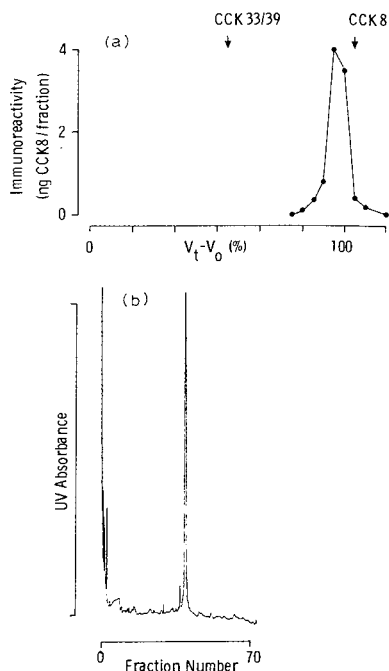 (a)
CCK 33/39
CCK 8
Immunoreactivity
(ng CCK8/fraction)
4
2
0
0
100
Vt-Vo (%)
(b)
UV Absorbance
0
70
Fraction Number